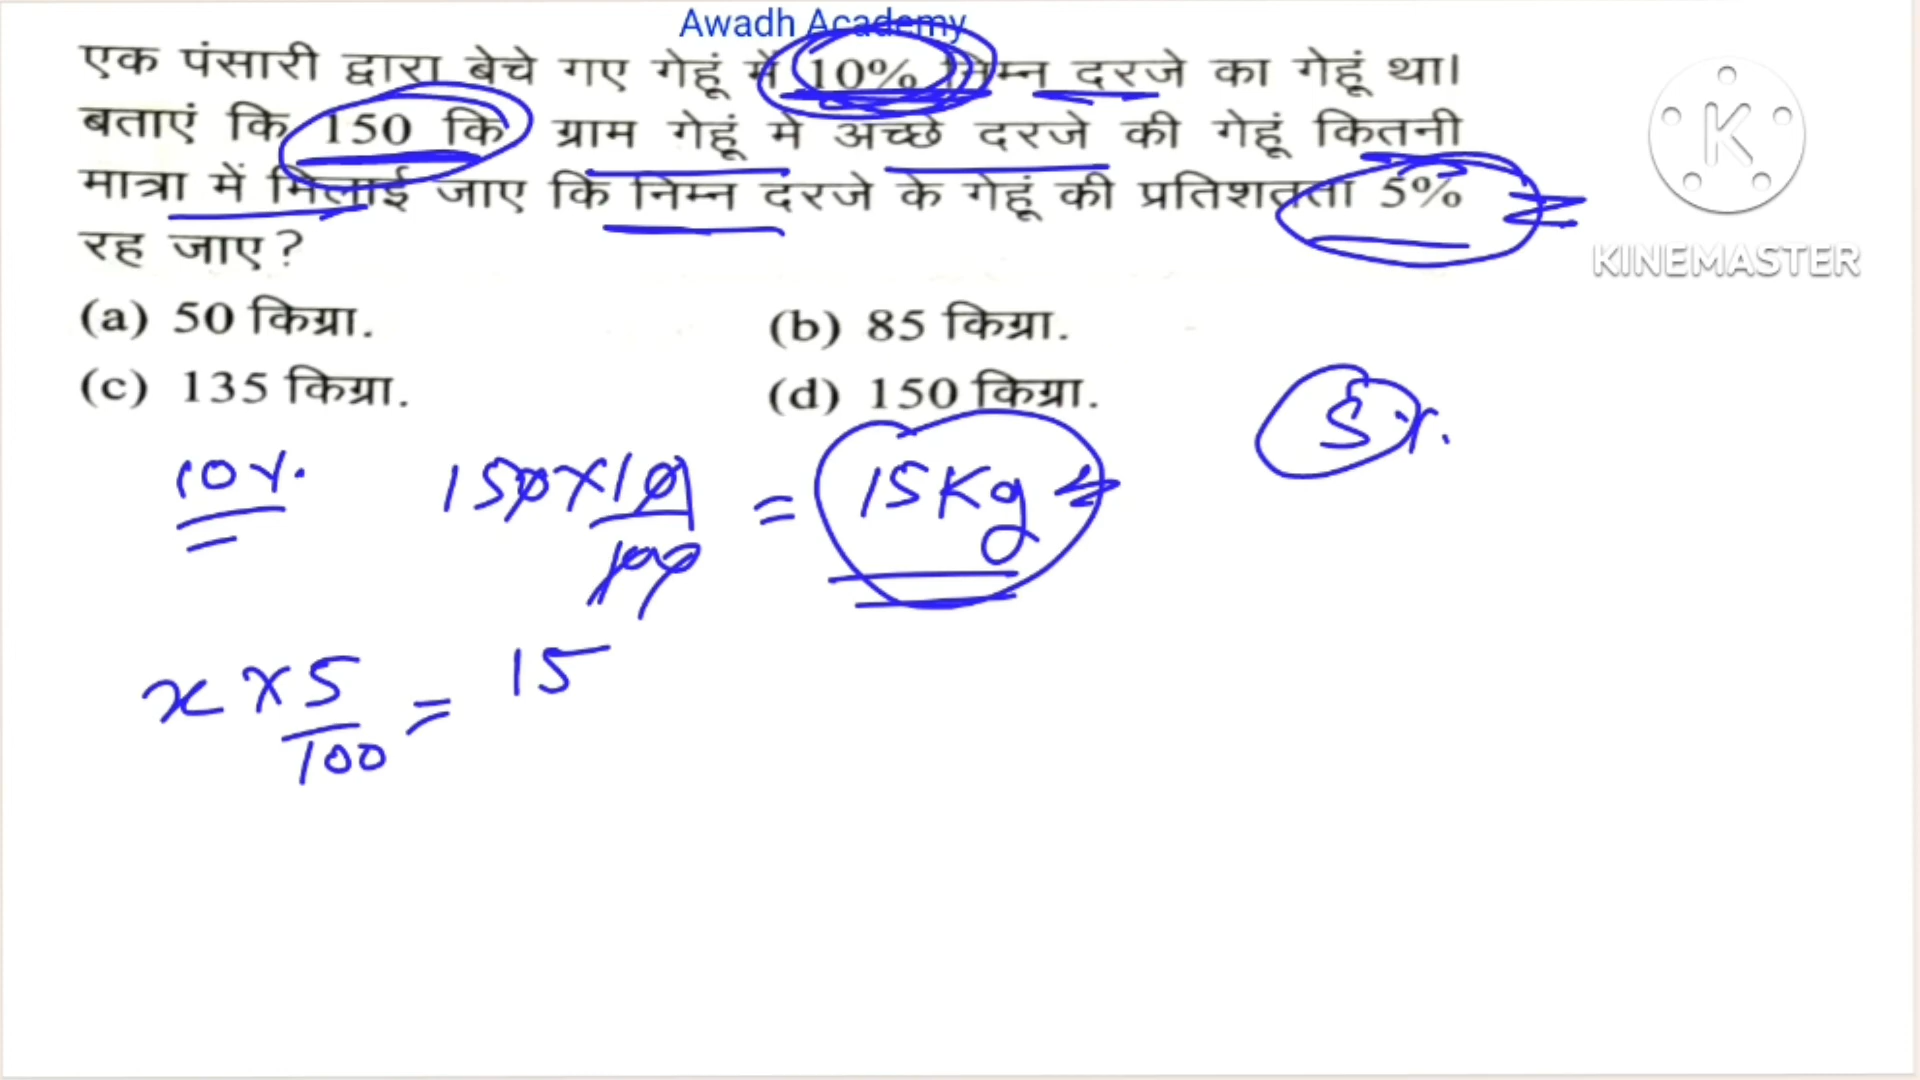 Awadh Academy
एक पंसारी द्वारा बेचे गए गेहूं में 10% निम्न दरजे का गेहूं था।
बताएं कि 150 कि ग्राम गेहूं मे अच्छे दरजे की गेहूं कितनी
मात्रा में मिलाई जाए कि निम्न दरजे के गेहूं की प्रतिशतता 5%
रह जाए?
(a) 50 किग्रा. (b) 85 किग्रा.
(c) 135 किग्रा. (d) 150 किग्रा.
K
KINEMASTER
5%.
10%. 150×10/100 = 15Kg
x×5/100 = 15